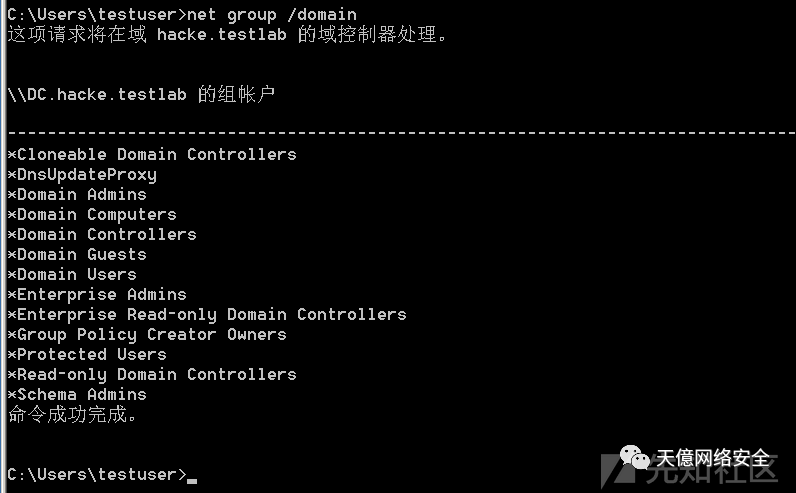 C:\Users\testuser>net group /domain
这项请求将在域 hacke.testlab 的域控制器处理。
\\DC.hacke.testlab 的组帐户
-------------------------------------------------------------------------------
*Cloneable Domain Controllers
*DnsUpdateProxy
*Domain Admins
*Domain Computers
*Domain Controllers
*Domain Guests
*Domain Users
*Enterprise Admins
*Enterprise Read-only Domain Controllers
*Group Policy Creator Owners
*Protected Users
*Read-only Domain Controllers
*Schema Admins
命令成功完成。
C:\Users\testuser>_
天億网络安全
先知社区